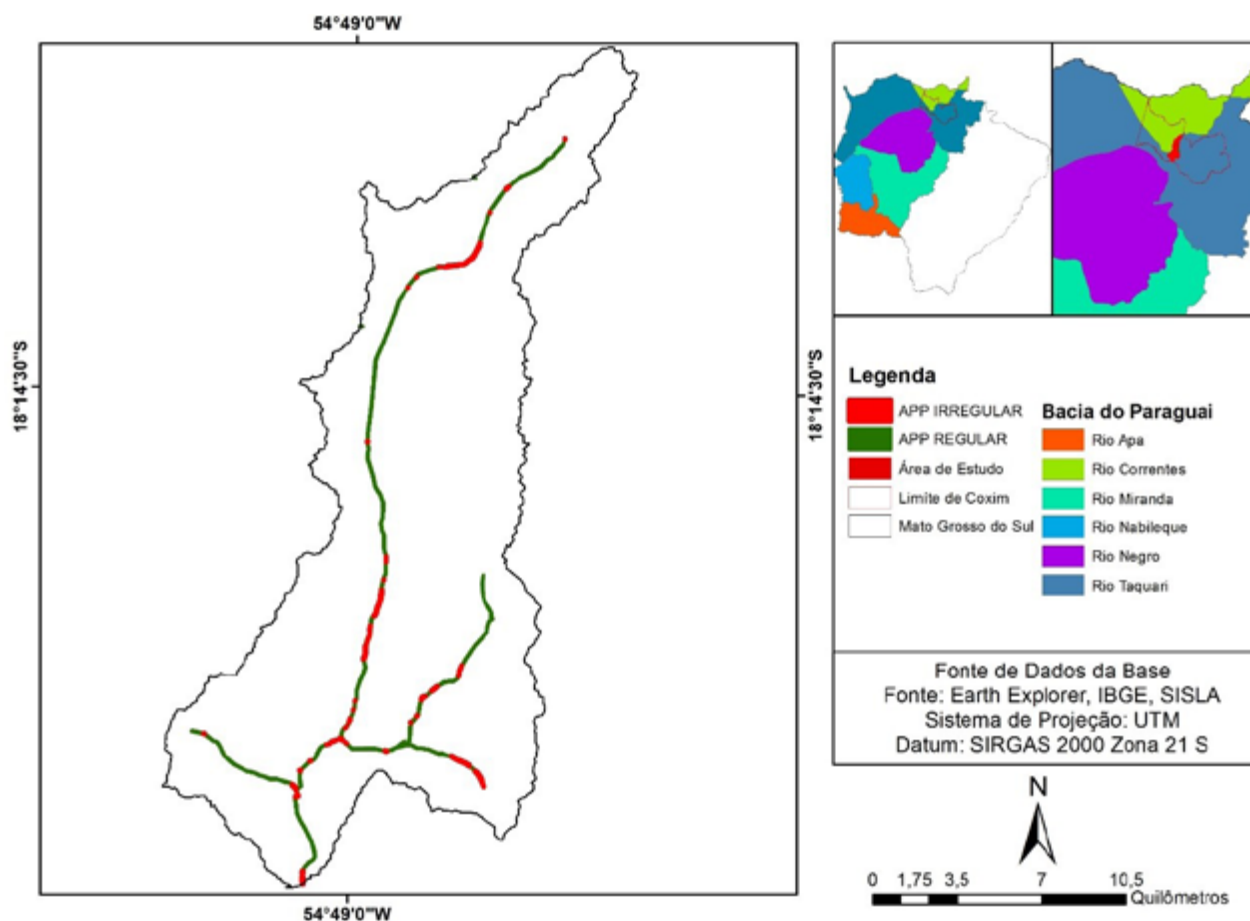 54°49'0"W
18°14'30"S
18°14'30"S
54°49'0"W
Legenda
APP IRREGULAR
APP REGULAR
Área de Estudo
Limíte de Coxim
Mato Grosso do Sul
Bacia do Paraguai
Rio Apa
Rio Correntes
Rio Miranda
Rio Nabileque
Rio Negro
Rio Taquari
Fonte de Dados da Base
Fonte: Earth Explorer, IBGE, SISLA
Sistema de Projeção: UTM
Datum: SIRGAS 2000 Zona 21 S
N
0 1,75 3,5 7 10,5
Quilômetros